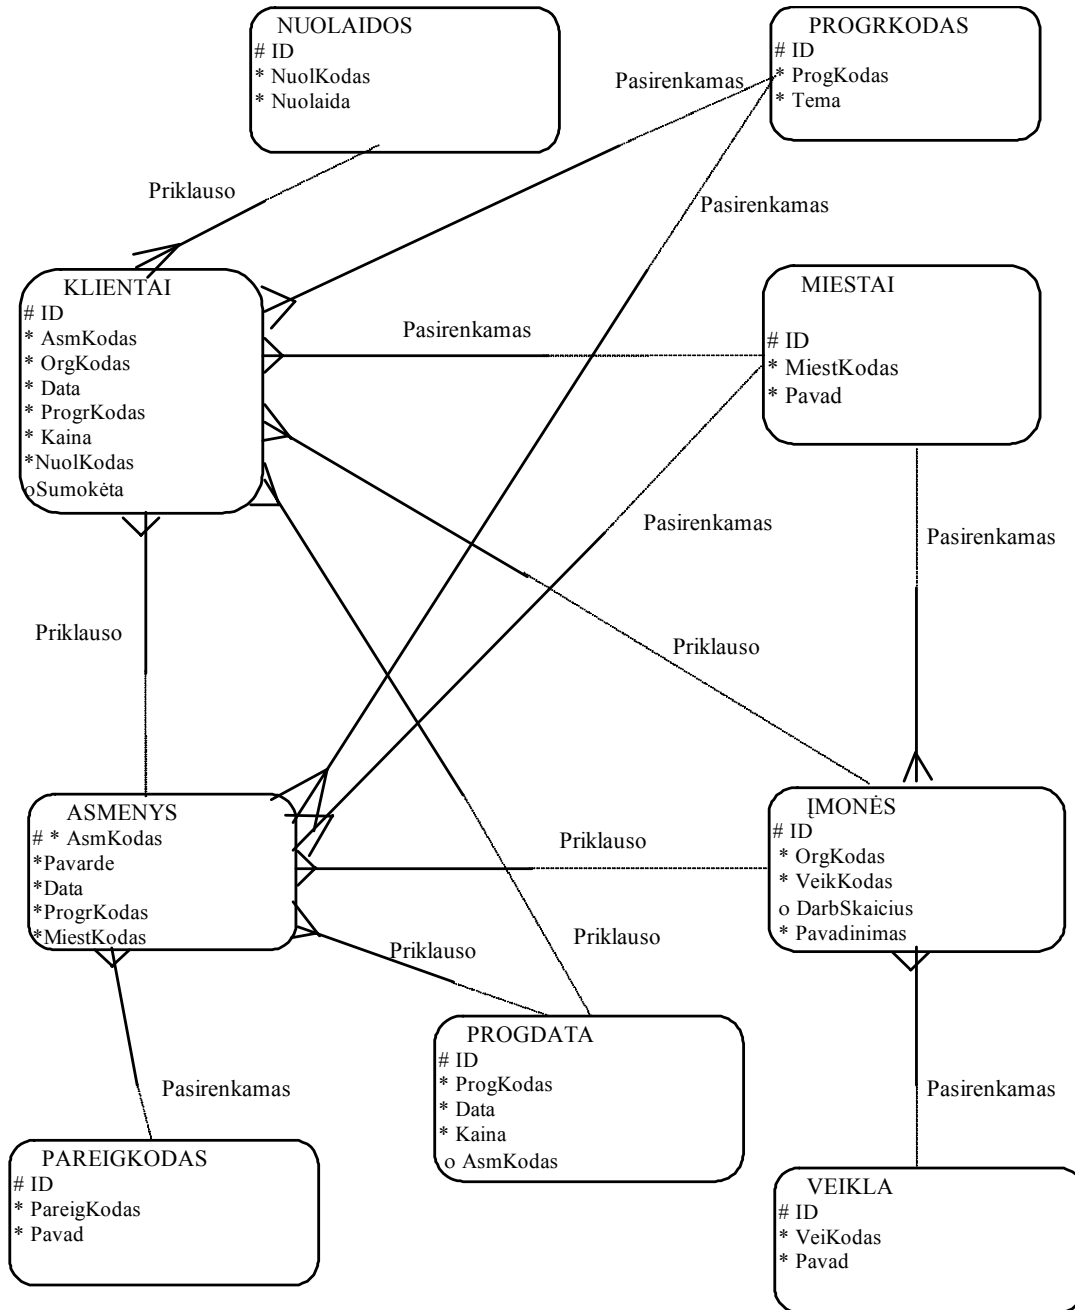 NUOLAIDOS
# ID
* NuolKodas
* Nuolaida
PROGRKODAS
# ID
* ProgKodas
* Tema
Pasirenkamas
Priklauso
Pasirenkamas
KLIENTAI
# ID
* AsmKodas
* OrgKodas
* Data
* ProgrKodas
* Kaina
*NuolKodas
oSumokėta
MIESTAI
# ID
* MiestKodas
* Pavad
Pasirenkamas
Pasirenkamas
Pasirenkamas
Priklauso
Priklauso
ASMENYS
# * AsmKodas
*Pavarde
*Data
*ProgrKodas
*MiestKodas
ĮMONĖS
# ID
* OrgKodas
* VeikKodas
o DarbSkaicius
* Pavadinimas
Priklauso
Priklauso
Priklauso
PROGDATA
# ID
* ProgKodas
* Data
* Kaina
o AsmKodas
Pasirenkamas
Pasirenkamas
PAREIGKODAS
# ID
* PareigKodas
* Pavad
VEIKLA
# ID
* VeiKodas
* Pavad